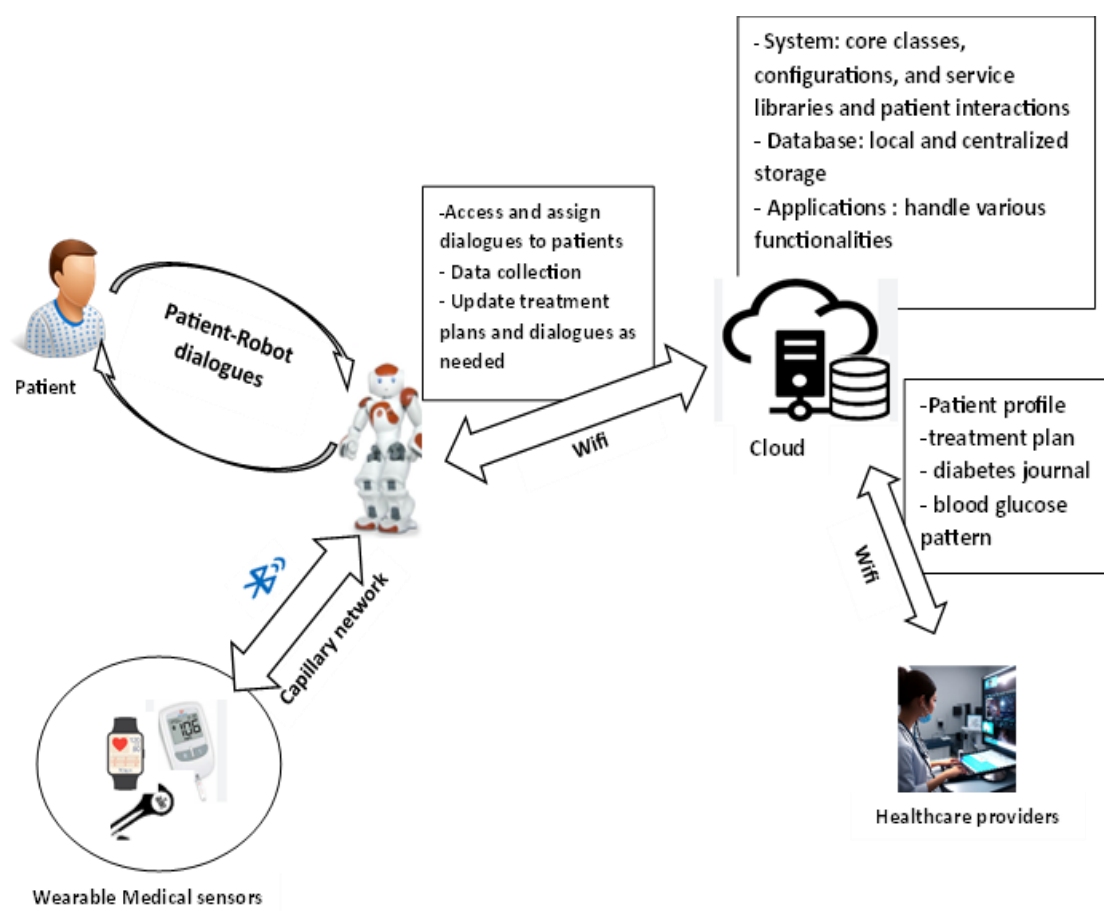 - System: core classes,
configurations, and service
libraries and patient interactions
- Database: local and centralized
storage
- Applications : handle various
functionalities
-Access and assign
dialogues to patients
- Data collection
- Update treatment
plans and dialogues as
needed
Patient-Robot
dialogues
Patient
Wifi
Cloud
-Patient profile
-treatment plan
- diabetes journal
- blood glucose
pattern
Wifi
Capillary network
106
Healthcare providers
Wearable Medical sensors